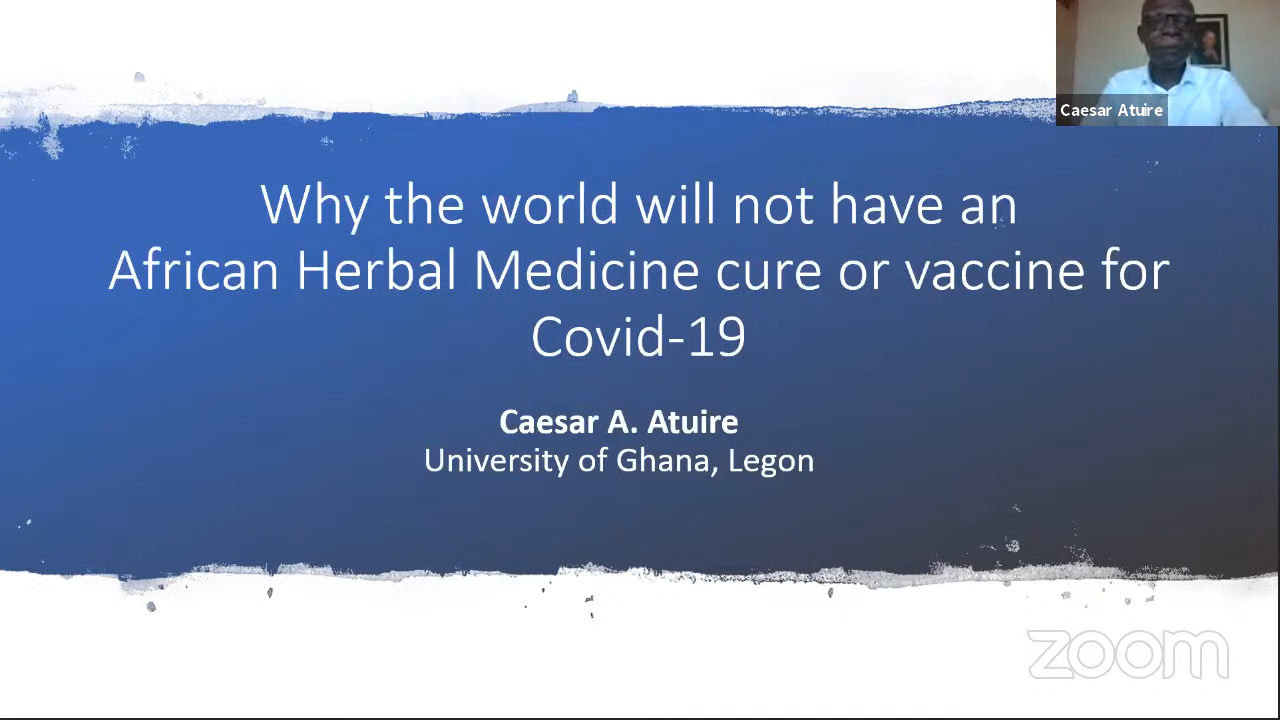 Caesar Atuire
Why the world will not have an
African Herbal Medicine cure or vaccine for
Covid-19
Caesar A. Atuire
University of Ghana, Legon
zoom